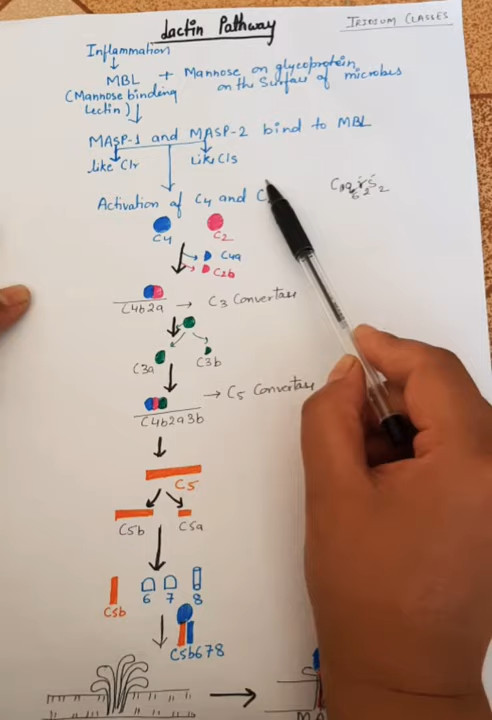 Lactin Pathway
IRIDIUM CLASSES
Inflammation
MBL + Mannose on glycoprotein
(Mannose binding on the surface of microbes
Lectin)
MASP-1 and MASP-2 bind to MBL
like C1r
like C1s
Activation of C4 and C
C4
C2
C4a
C2b
C4b2a → C3 Convertase
C3a
C3b
→ C5 Convertase
C4b2a3b
C5
C5b
C5a
C5b
6
7
8
C5b678